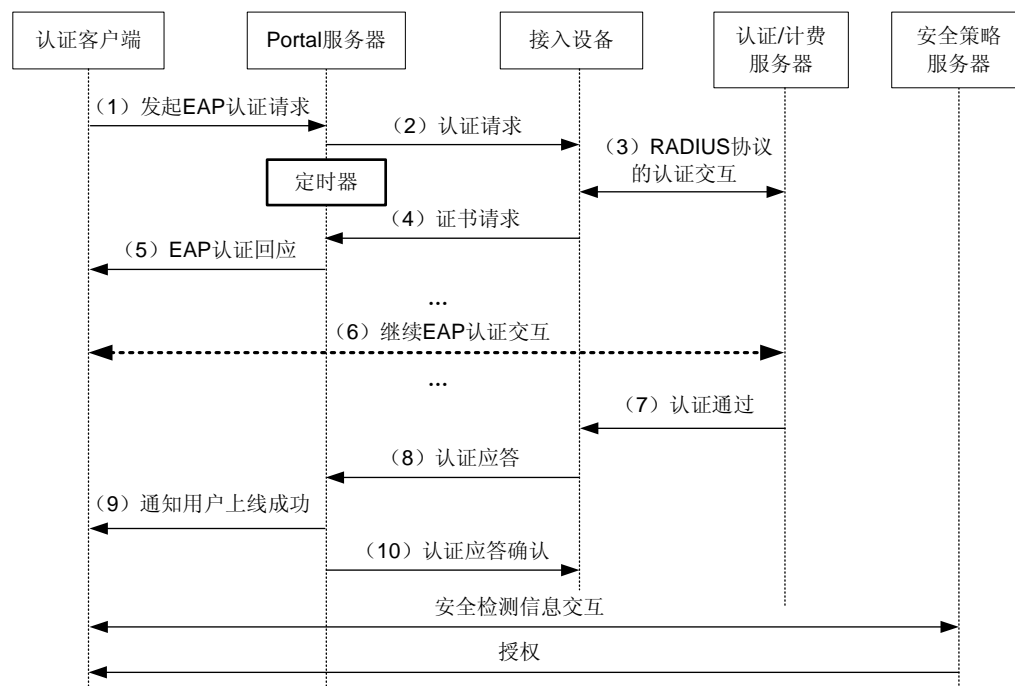 认证客户端
Portal服务器
接入设备
认证/计费
服务器
安全策略
服务器
（1）发起EAP认证请求
（2）认证请求
（3）RADIUS协议
的认证交互
定时器
（4）证书请求
（5）EAP认证回应
...
（6）继续EAP认证交互
...
（7）认证通过
（8）认证应答
（9）通知用户上线成功
（10）认证应答确认
安全检测信息交互
授权